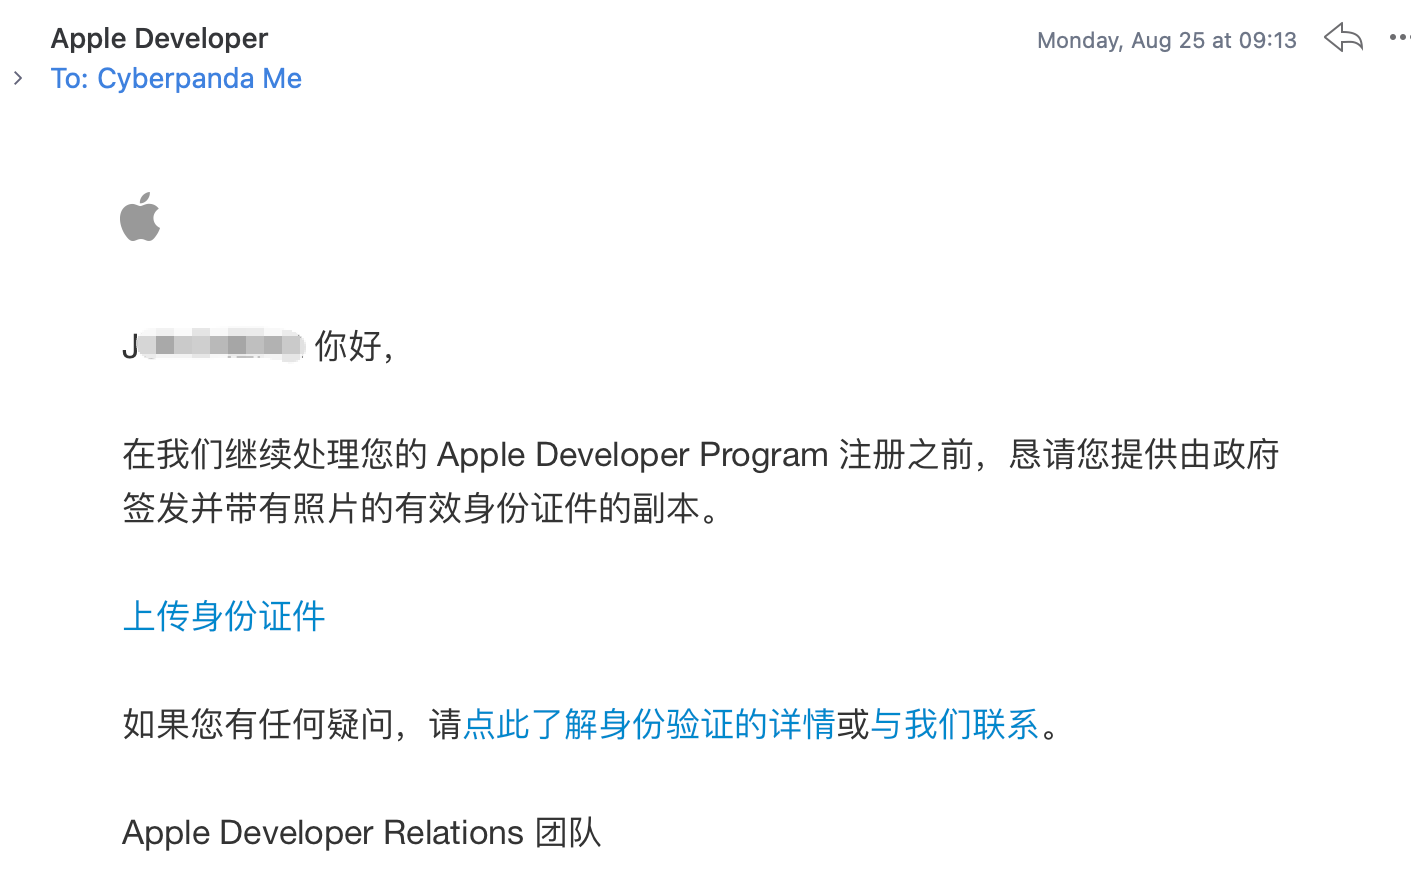 Apple Developer
Monday, Aug 25 at 09:13
To: Cyberpanda Me
你好，
在我们继续处理您的 Apple Developer Program 注册之前，恳请您提供由政府
签发并带有照片的有效身份证件的副本。
上传身份证件
如果您有任何疑问，请点此了解身份验证的详情或与我们联系。
Apple Developer Relations 团队